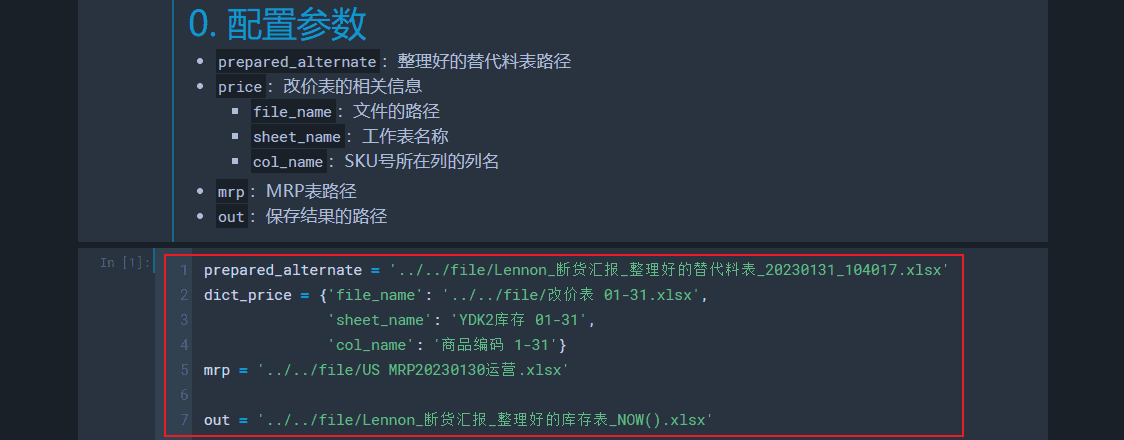 0. 配置参数
prepared_alternate：整理好的替代料表路径
price：改价表的相关信息
file_name：文件的路径
sheet_name：工作表名称
col_name：SKU号所在列的列名
mrp：MRP表路径
out：保存结果的路径
In [1]:
1 prepared_alternate = '../../file/Lennon_断货汇报_整理好的替代料表_20230131_104017.xlsx'
2 dict_price = {'file_name': '../../file/改价表 01-31.xlsx',
3 'sheet_name': 'YDK2库存 01-31',
4 'col_name': '商品编码 1-31'}
5 mrp = '../../file/US MRP20230130运营.xlsx'
6
7 out = '../../file/Lennon_断货汇报_整理好的库存表_NOW().xlsx'